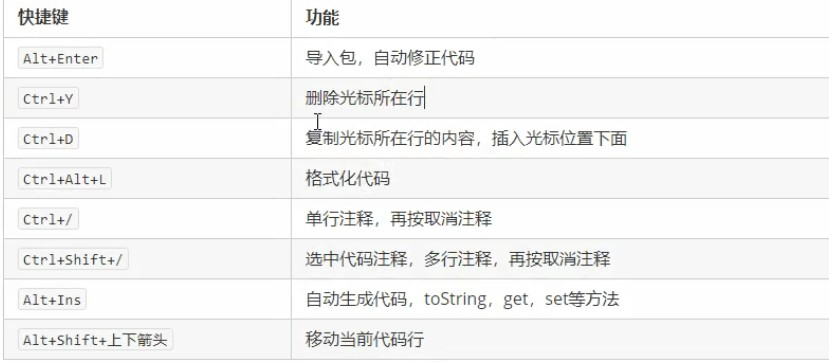 快捷键 功能
Alt+Enter 导入包，自动修正代码
Ctrl+Y 删除光标所在行
Ctrl+D 复制光标所在行的内容，插入光标位置下面
Ctrl+Alt+L 格式化代码
Ctrl+/ 单行注释，再按取消注释
Ctrl+Shift+/ 选中代码注释，多行注释，再按取消注释
Alt+Ins 自动生成代码，toString，get，set等方法
Alt+Shift+上下箭头 移动当前代码行